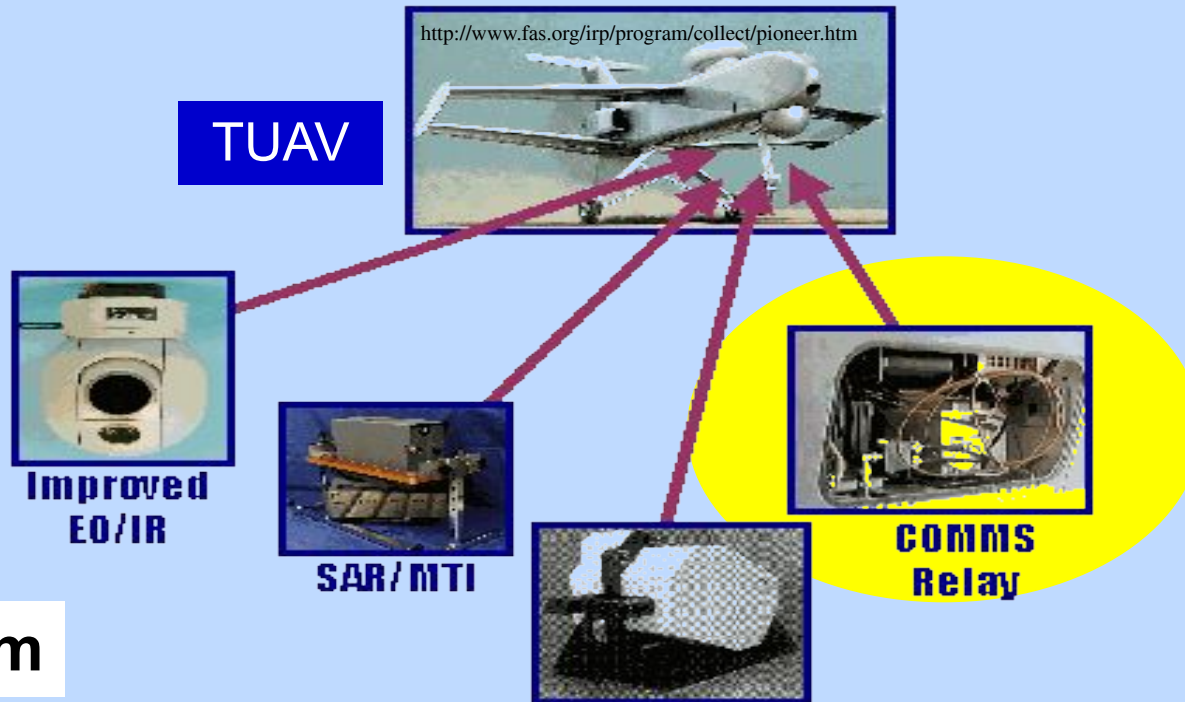 http://www.fas.org/irp/program/collect/pioneer.htm
TUAV
Improved
EO/IR
SAR/MTI
COMMS
Relay
m